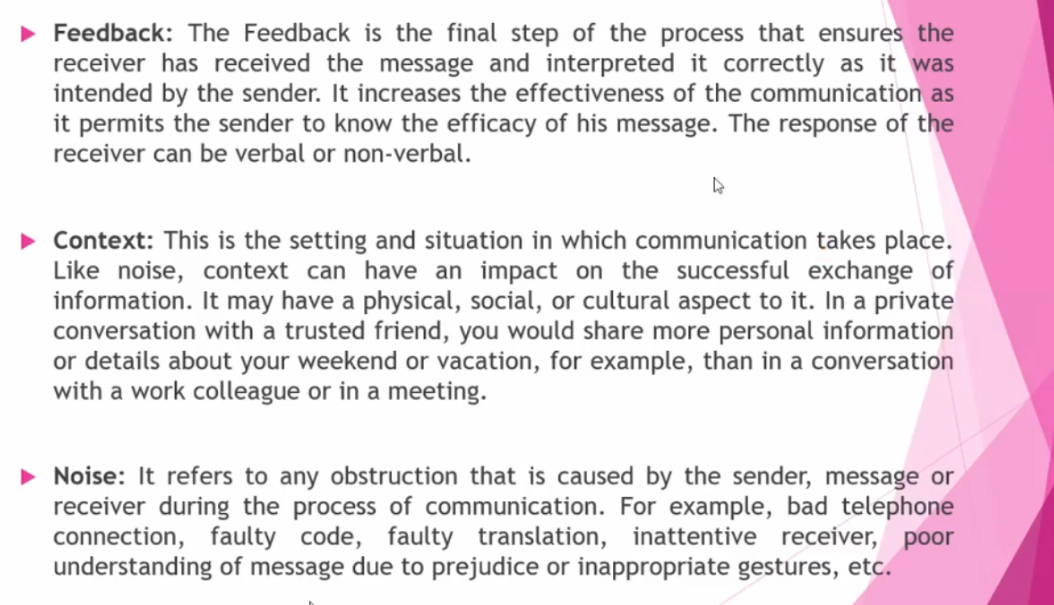 Feedback: The Feedback is the final step of the process that ensures the
receiver has received the message and interpreted it correctly as it was
intended by the sender. It increases the effectiveness of the communication as
it permits the sender to know the efficacy of his message. The response of the
receiver can be verbal or non-verbal.
Context: This is the setting and situation in which communication takes place.
Like noise, context can have an impact on the successful exchange of
information. It may have a physical, social, or cultural aspect to it. In a private
conversation with a trusted friend, you would share more personal information
or details about your weekend or vacation, for example, than in a conversation
with a work colleague or in a meeting.
Noise: It refers to any obstruction that is caused by the sender, message or
receiver during the process of communication. For example, bad telephone
connection, faulty code, faulty translation, inattentive receiver, poor
understanding of message due to prejudice or inappropriate gestures, etc.